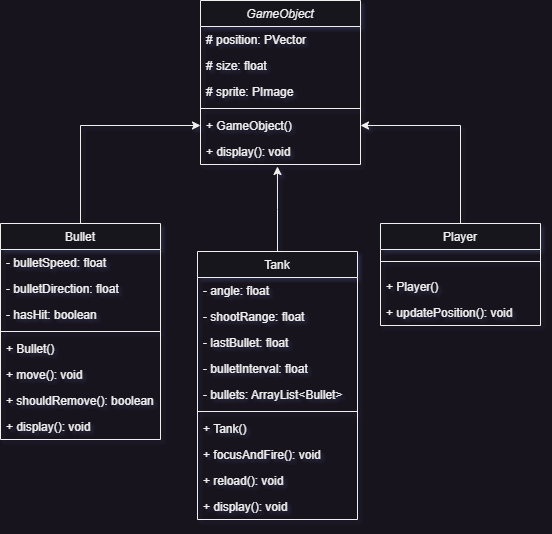 GameObject
# position: PVector
# size: float
# sprite: PImage
+ GameObject()
+ display(): void
Bullet
- bulletSpeed: float
- bulletDirection: float
- hasHit: boolean
+ Bullet()
+ move(): void
+ shouldRemove(): boolean
+ display(): void
Tank
- angle: float
- shootRange: float
- lastBullet: float
- bulletInterval: float
- bullets: ArrayList<Bullet>
+ Tank()
+ focusAndFire(): void
+ reload(): void
+ display(): void
Player
+ Player()
+ updatePosition(): void